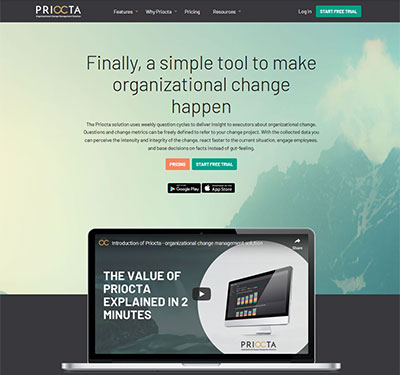 PRIOCTA
Organizational Change Management Solution
Features
Why Priocta
Pricing
Resources
Log In
START FREE TRIAL
Finally, a simple tool to make
organizational change
happen
The Priocta solution uses weekly question cycles to deliver insight to executors about organizational change.
Questions and change metrics can be freely defined to refer to your change project. With the collected data you
can perceive the intensity and integrity of the change, react faster to the current situation, engage employees,
and base decisions on facts instead of gut-feeling.
PRICING
START FREE TRIAL
GET IT ON
Google Play
Download on the
App Store
OC
Introduction of Priocta - organizational change management solution
Share
THE VALUE OF
PRIOCTA
EXPLAINED IN 2
MINUTES
PRIOCTA
Organizational Change Management Solution